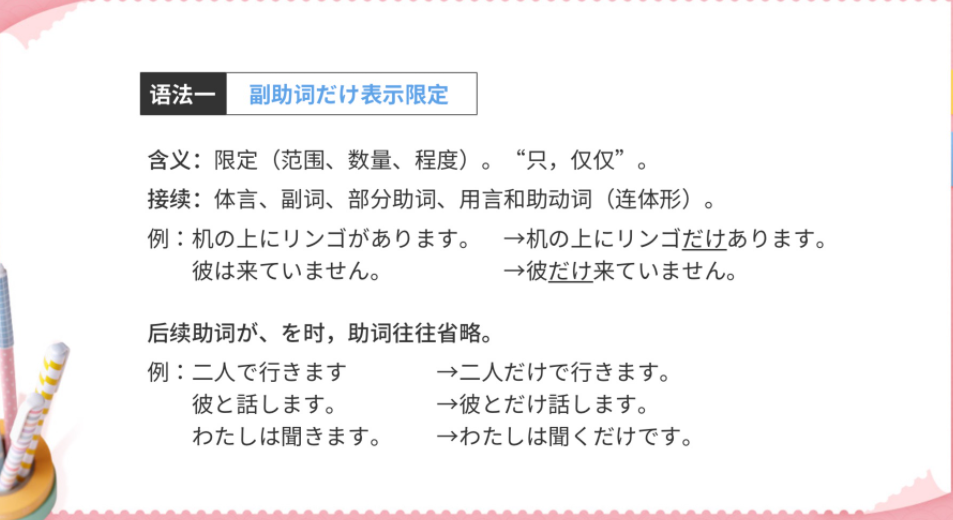 语法一 副助词だけ表示限定
含义：限定（范围、数量、程度）。“只，仅仅”。
接续：体言、副词、部分助词、用言和助动词（连体形）。
例：机の上にリンゴがあります。 →机の上にリンゴだけあります。
彼は来ていません。 →彼だけ来ていません。
后续助词が、を时，助词往往省略。
例：二人で行きます →二人だけで行きます。
彼と話します。 →彼とだけ話します。
わたしは聞きます。 →わたしは聞くだけです。